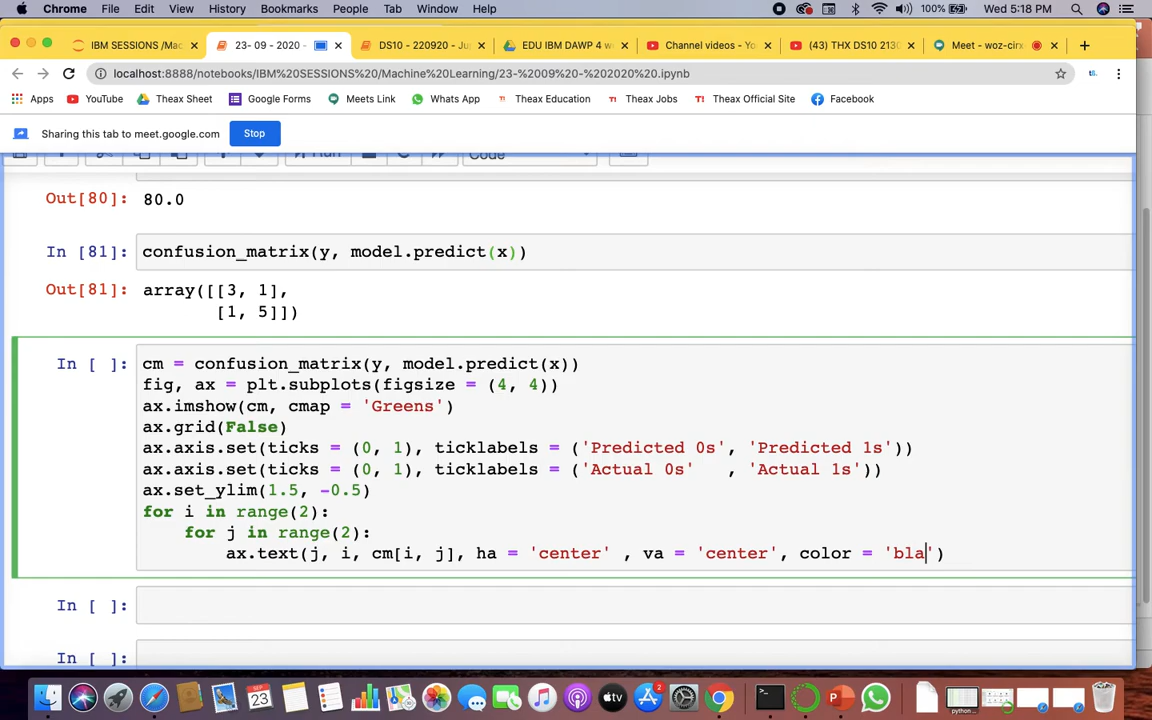 Chrome File Edit View History Bookmarks People Tab Window Help 100% Wed 5:18 PM
IBM SESSIONS /Mac × 23- 09 - 2020 × DS10 - 220920 - Ju × EDU IBM DAWP 4 w × Channel videos - Yo × (43) THX DS10 2130 × Meet - woz-cirx ×
localhost:8888/notebooks/IBM%20SESSIONS%20/Machine%20Learning/23-%2009%20-%202020%20.ipynb
Apps YouTube Theax Sheet Google Forms Meets Link Whats App Theax Education Theax Jobs Theax Official Site Facebook
Sharing this tab to meet.google.com Stop
Run Code
Out[80]: 80.0
In [81]: confusion_matrix(y, model.predict(x))
Out[81]: array([[3, 1],
[1, 5]])
In [ ]: cm = confusion_matrix(y, model.predict(x))
fig, ax = plt.subplots(figsize = (4, 4))
ax.imshow(cm, cmap = 'Greens')
ax.grid(False)
ax.axis.set(ticks = (0, 1), ticklabels = ('Predicted 0s', 'Predicted 1s'))
ax.axis.set(ticks = (0, 1), ticklabels = ('Actual 0s'   , 'Actual 1s'))
ax.set_ylim(1.5, -0.5)
for i in range(2):
for j in range(2):
ax.text(j, i, cm[i, j], ha = 'center' , va = 'center', color = 'bla')
In [ ]:
In [ ]:
SEP
23
2
python...